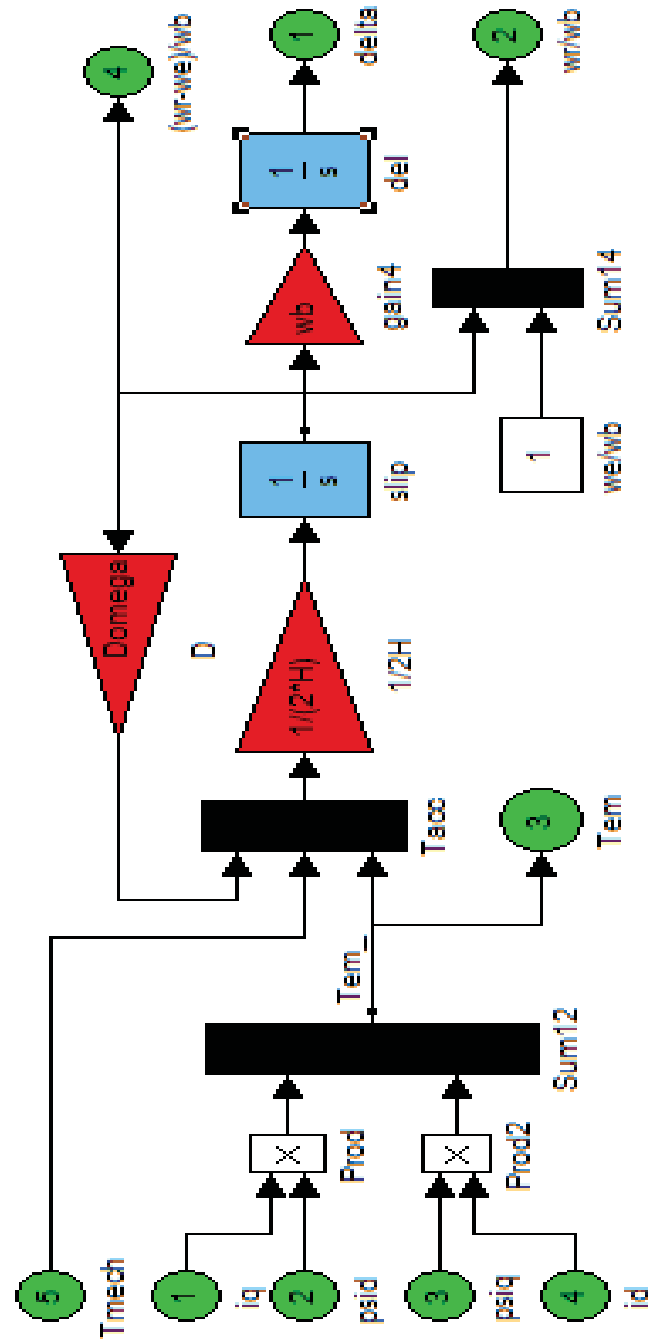 5
Tmech
Domega
D
4
(wr-we)/wb
1
iq
2
psid
X
Prod
3
psiq
4
id
X
Prod2
Sum12
Tem_
Tacc
1/(2*H)
1/2H
1
s
slip
wb
gain4
1
s
del
1
delta
3
Tem
1
we/wb
Sum14
2
wr/wb